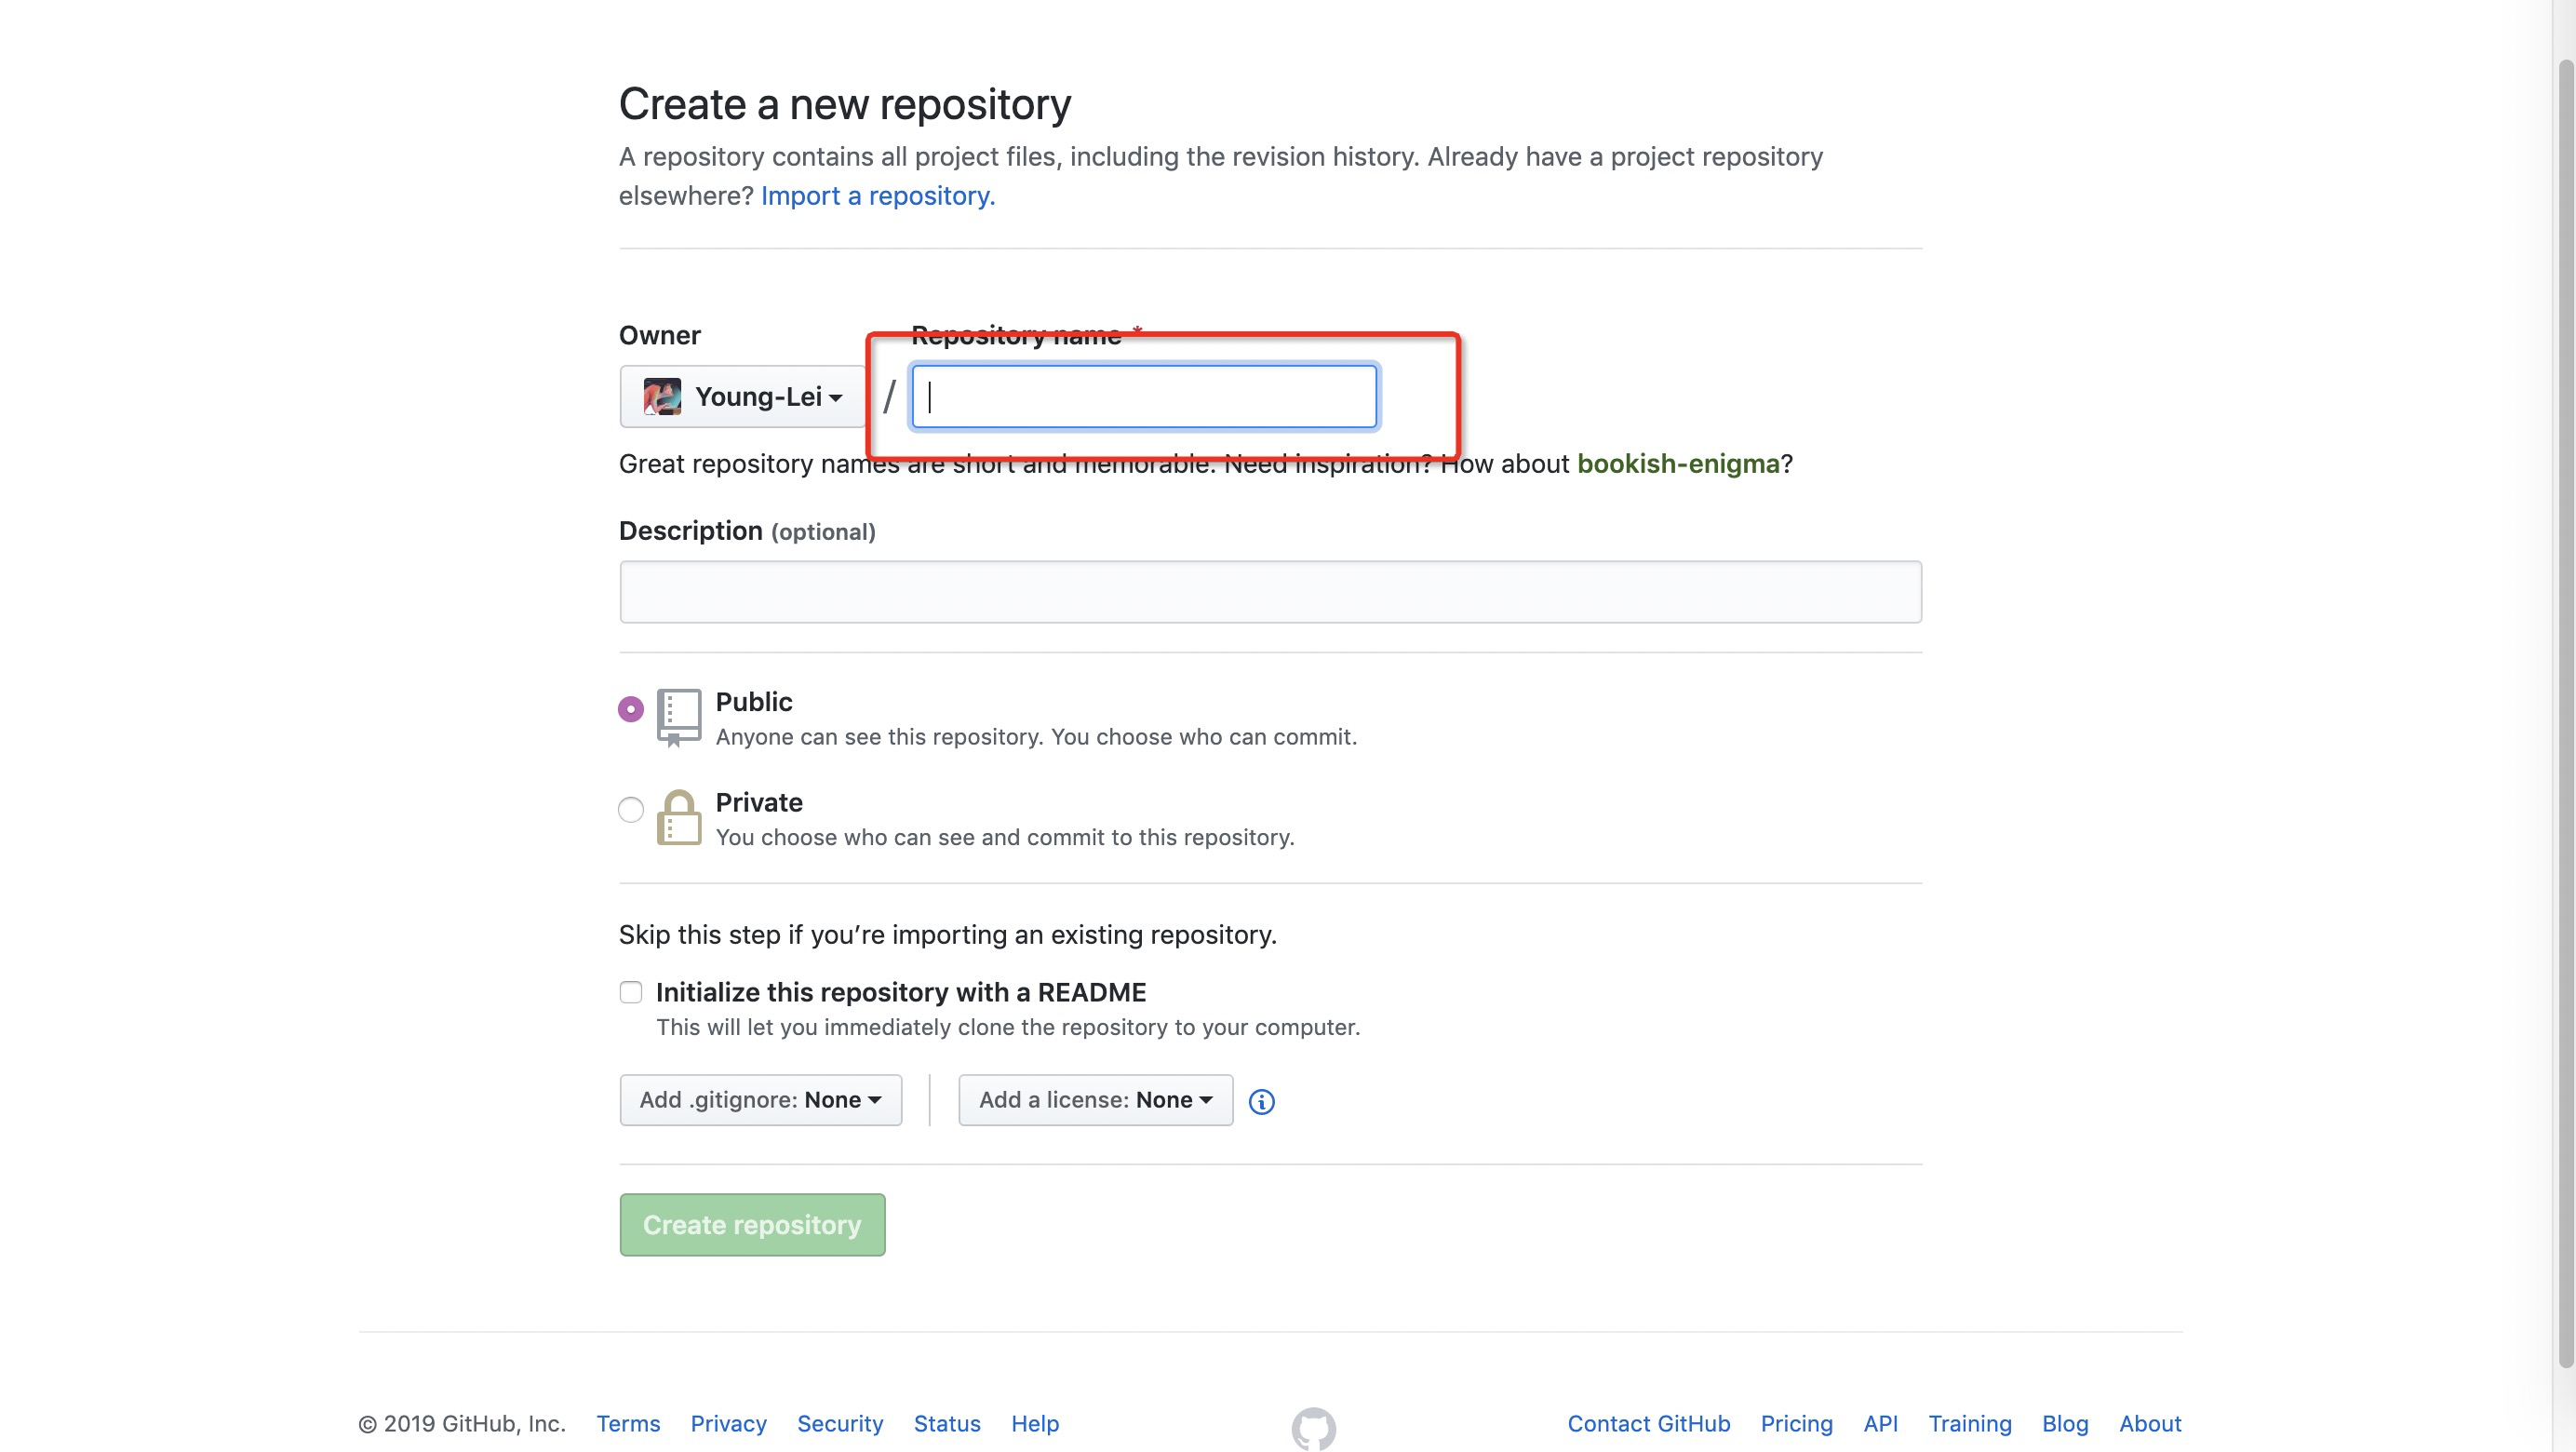 Create a new repository
A repository contains all project files, including the revision history. Already have a project repository
elsewhere? Import a repository.
Owner
Repository name *
Young-Lei
/
Great repository names are short and memorable. Need inspiration? How about bookish-enigma?
Description (optional)
Public
Anyone can see this repository. You choose who can commit.
Private
You choose who can see and commit to this repository.
Skip this step if you’re importing an existing repository.
Initialize this repository with a README
This will let you immediately clone the repository to your computer.
Add .gitignore: None
Add a license: None
Create repository
© 2019 GitHub, Inc. Terms Privacy Security Status Help Contact GitHub Pricing API Training Blog About